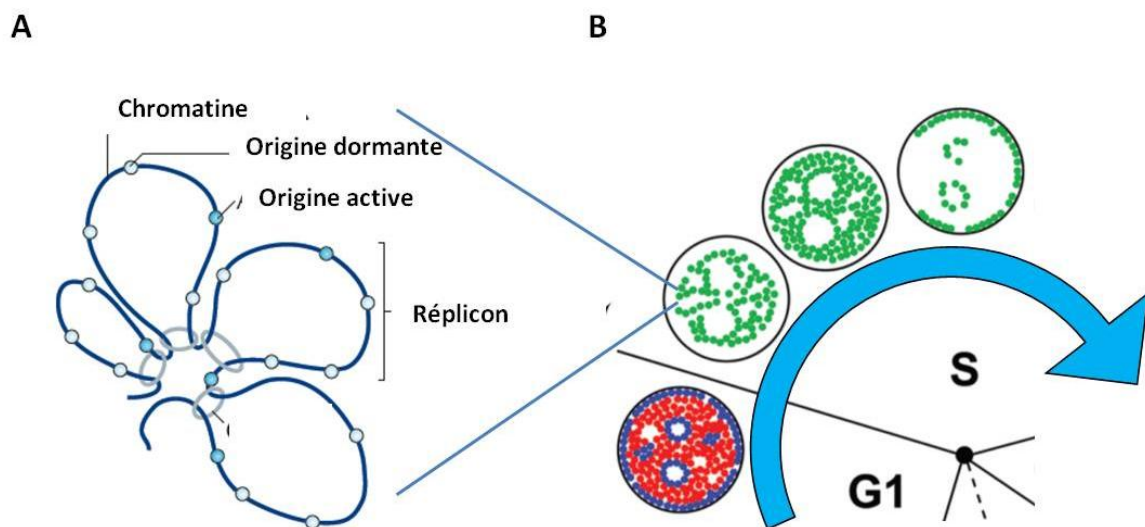 A
B
Chromatine
Origine dormante
Origine active
Réplicon
S
G1